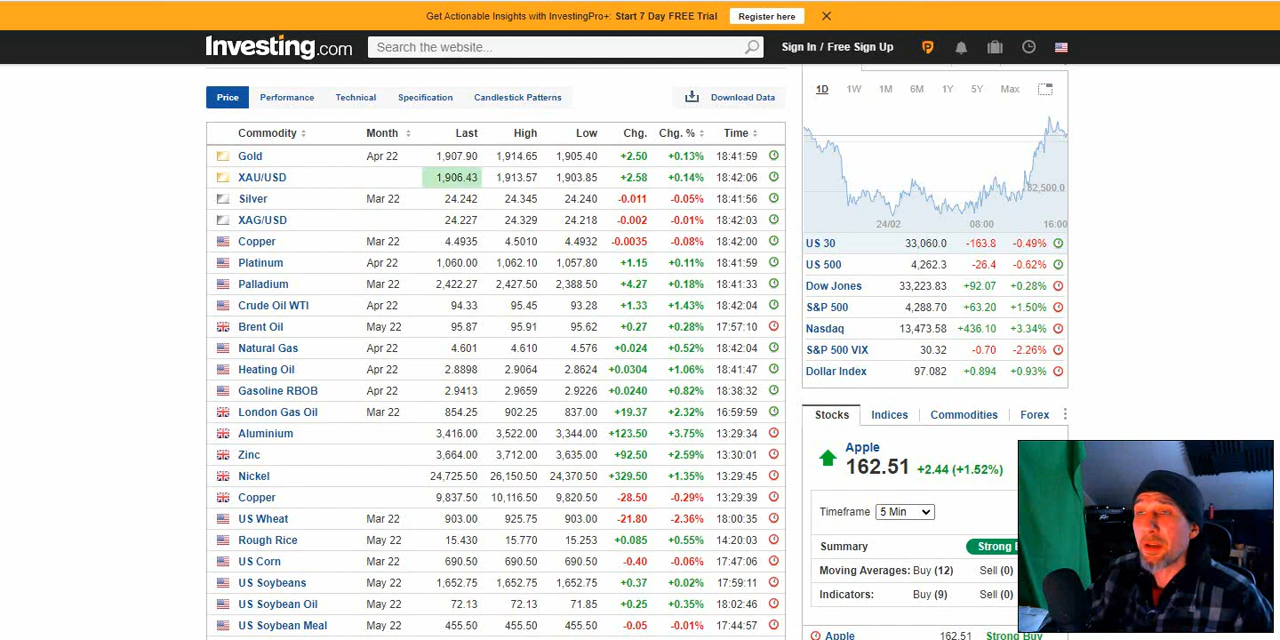 Get Actionable Insights with InvestingPro+: Start 7 Day FREE Trial Register here
Investing.com Search the website... Sign In / Free Sign Up
Price Performance Technical Specification Candlestick Patterns Download Data
Commodity Month Last High Low Chg. Chg. % Time
Gold Apr 22 1,907.90 1,914.65 1,905.40 +2.50 +0.13% 18:41:59
XAU/USD 1,906.43 1,913.57 1,903.85 +2.58 +0.14% 18:42:06
Silver Mar 22 24.242 24.345 24.240 -0.011 -0.05% 18:41:56
XAG/USD 24.227 24.329 24.218 -0.002 -0.01% 18:42:03
Copper Mar 22 4.4935 4.5010 4.4932 -0.0035 -0.08% 18:42:00
Platinum Apr 22 1,060.00 1,062.10 1,057.80 +1.15 +0.11% 18:41:59
Palladium Mar 22 2,422.27 2,427.50 2,388.50 +4.27 +0.18% 18:41:33
Crude Oil WTI Apr 22 94.33 95.45 93.28 +1.33 +1.43% 18:42:04
Brent Oil May 22 95.87 95.91 95.62 +0.27 +0.28% 17:57:10
Natural Gas Apr 22 4.601 4.610 4.576 +0.024 +0.52% 18:42:04
Heating Oil Apr 22 2.8898 2.9064 2.8624 +0.0304 +1.06% 18:41:47
Gasoline RBOB Apr 22 2.9413 2.9659 2.9226 +0.0240 +0.82% 18:38:32
London Gas Oil Mar 22 854.25 902.25 837.00 +19.37 +2.32% 16:59:59
Aluminium 3,416.00 3,522.00 3,344.00 +123.50 +3.75% 13:29:34
Zinc 3,664.00 3,712.00 3,635.00 +92.50 +2.59% 13:30:01
Nickel 24,725.50 26,150.50 24,370.50 +329.50 +1.35% 13:29:45
Copper 9,837.50 10,116.50 9,820.50 -28.50 -0.29% 13:29:39
US Wheat Mar 22 903.00 925.75 903.00 -21.80 -2.36% 18:00:35
Rough Rice May 22 15.430 15.770 15.253 +0.085 +0.55% 14:20:03
US Corn Mar 22 690.50 690.50 690.50 -0.40 -0.06% 17:47:06
US Soybeans May 22 1,652.75 1,652.75 1,652.75 +0.37 +0.02% 17:59:11
US Soybean Oil May 22 72.13 72.13 71.85 +0.25 +0.35% 18:02:46
US Soybean Meal May 22 455.50 455.50 455.50 -0.05 -0.01% 17:44:57
1D 1W 1M 6M 1Y 5Y Max
32,500.0
24/02 08:00 16:00
US 30 33,060.0 -163.8 -0.49%
US 500 4,262.3 -26.4 -0.62%
Dow Jones 33,223.83 +92.07 +0.28%
S&P 500 4,288.70 +63.20 +1.50%
Nasdaq 13,473.58 +436.10 +3.34%
S&P 500 VIX 30.32 -0.70 -2.26%
Dollar Index 97.082 +0.894 +0.93%
Stocks Indices Commodities Forex
Apple
162.51 +2.44 (+1.52%)
Timeframe 5 Min
Summary Strong
Moving Averages: Buy (12) Sell (0)
Indicators: Buy (9) Sell (0)
Apple 162.51 Strong Buy